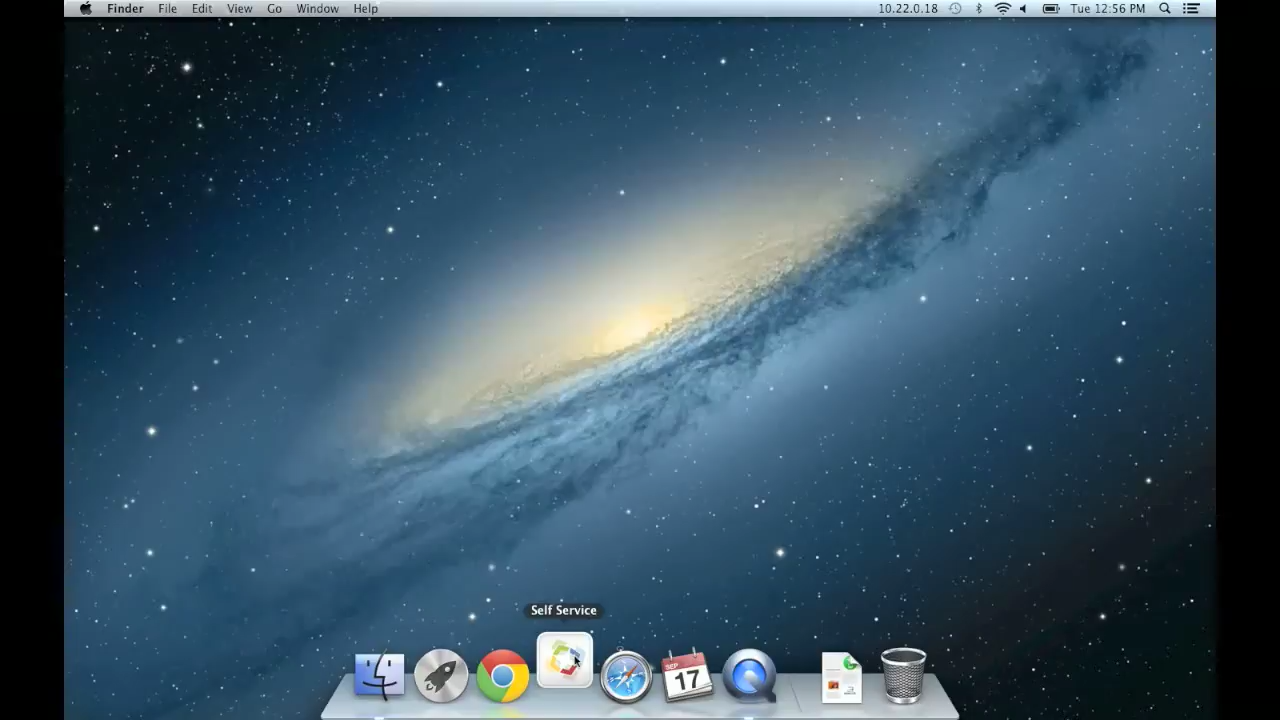 Finder File Edit View Go Window Help 10.22.0.18 Tue 12:56 PM
Self Service
SEP
17